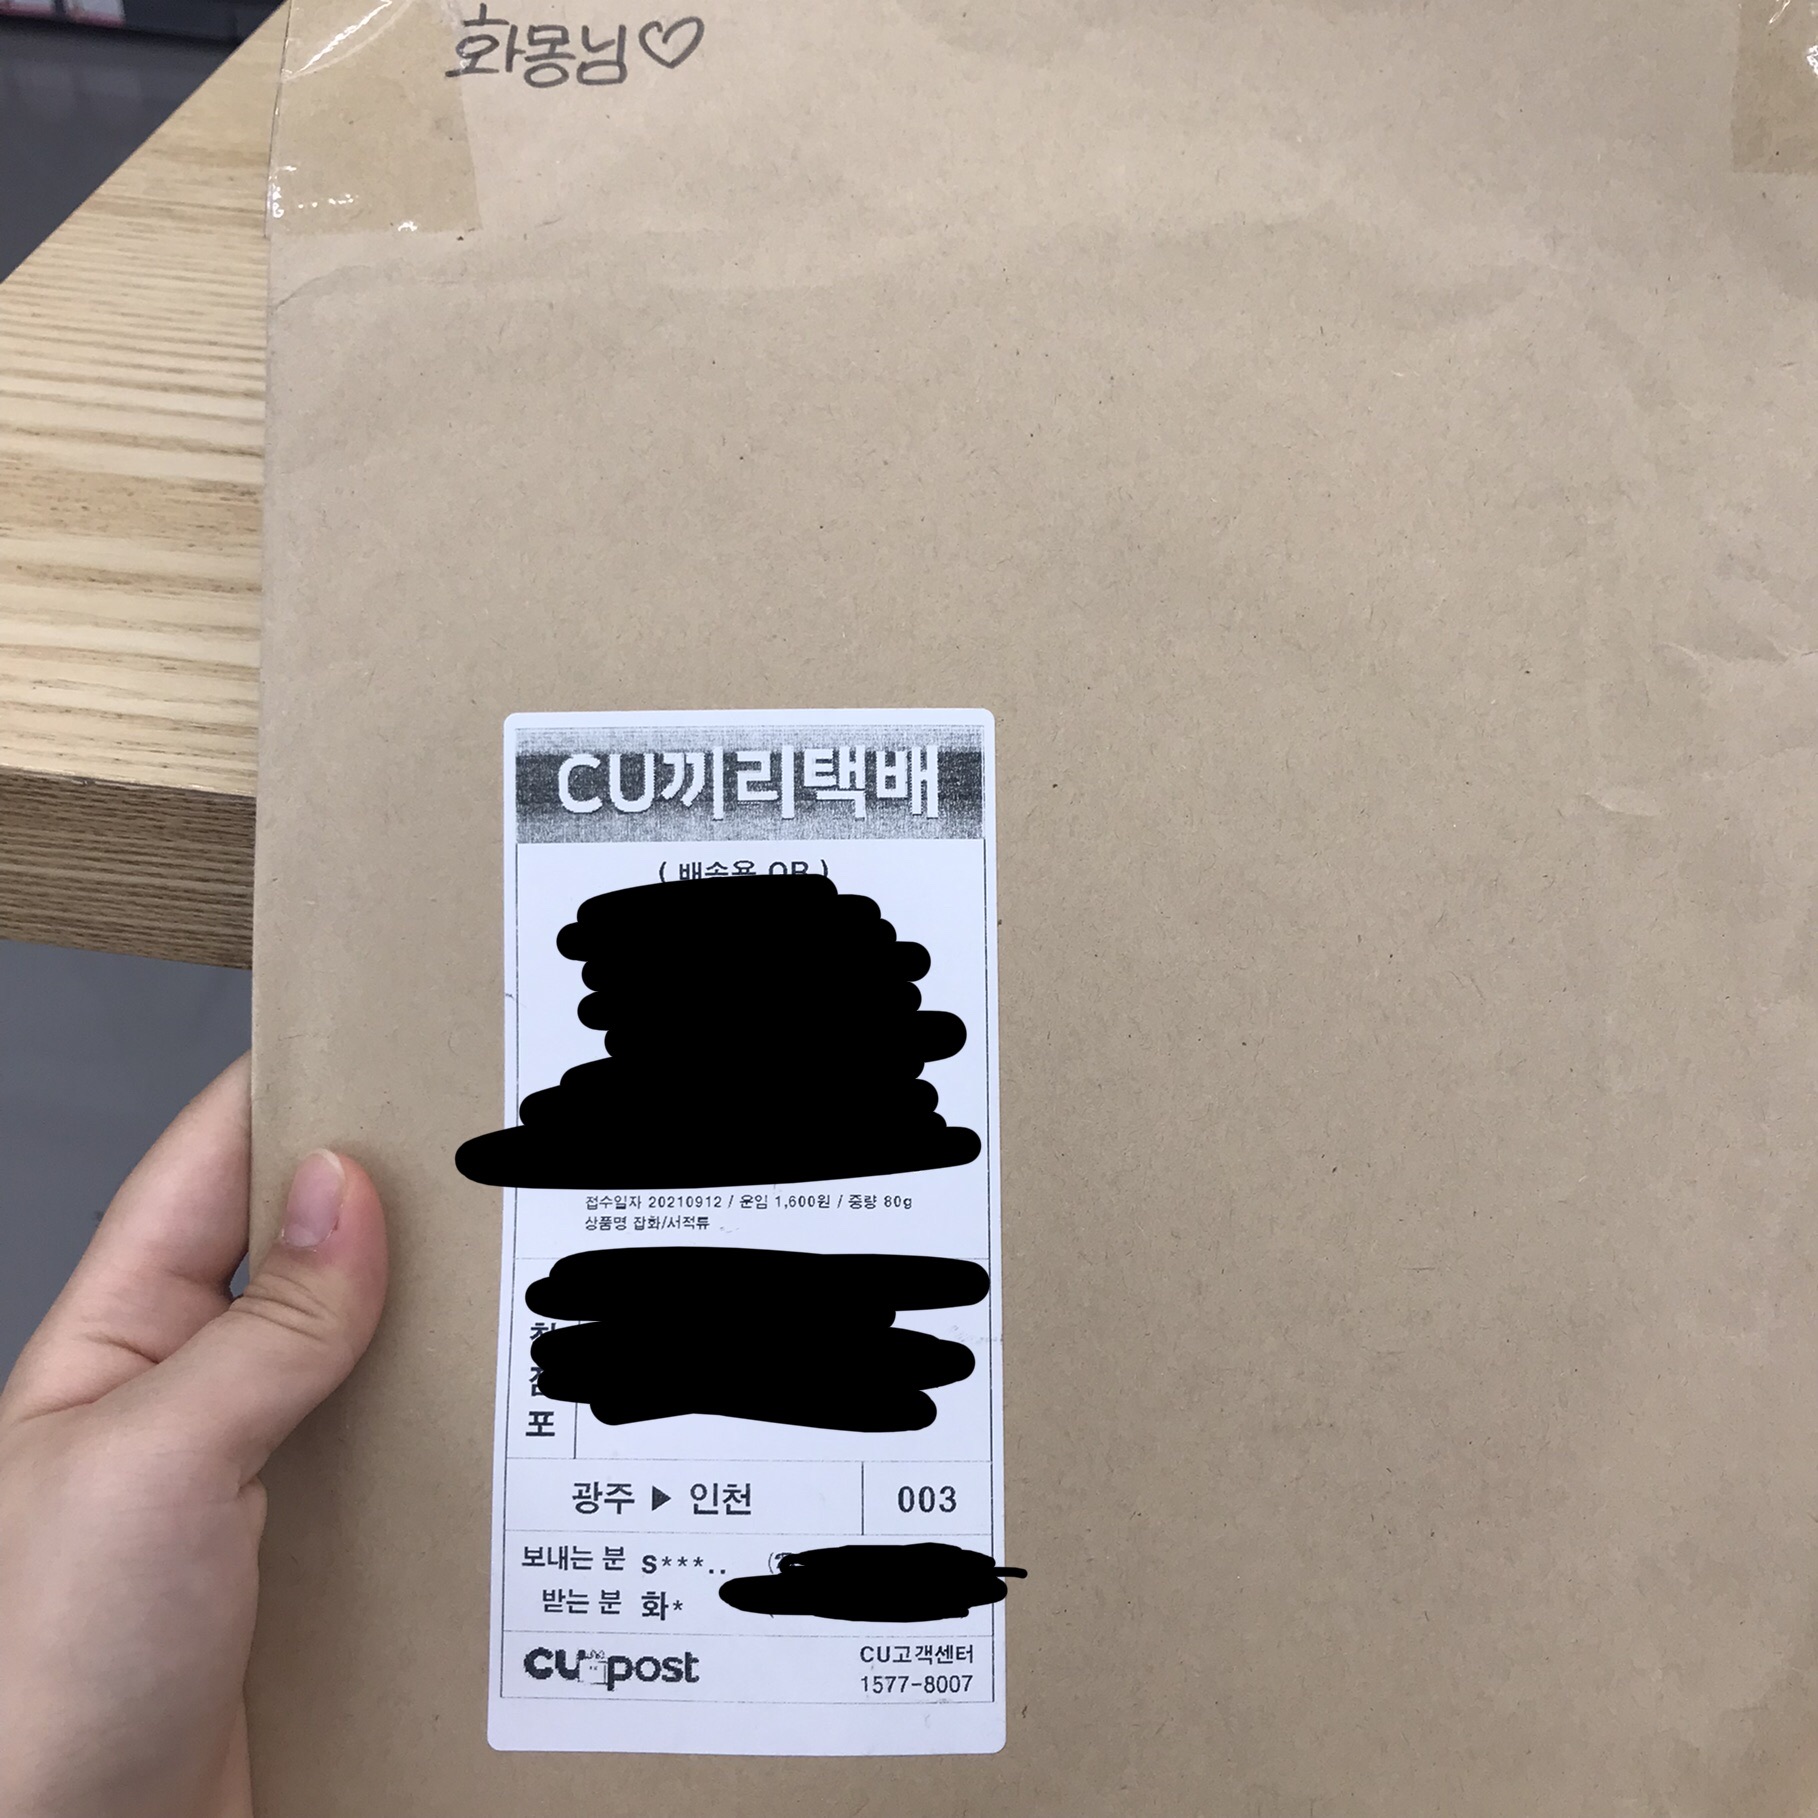 화몽님♡
CU끼리택배
( 배송용 QR )
접수일자 20210912 / 운임 1,600원 / 중량 80g
상품명 잡화/서적류
포
광주 ▶ 인천 003
보내는 분 S***..
받는 분 화*
CU post
CU고객센터
1577-8007